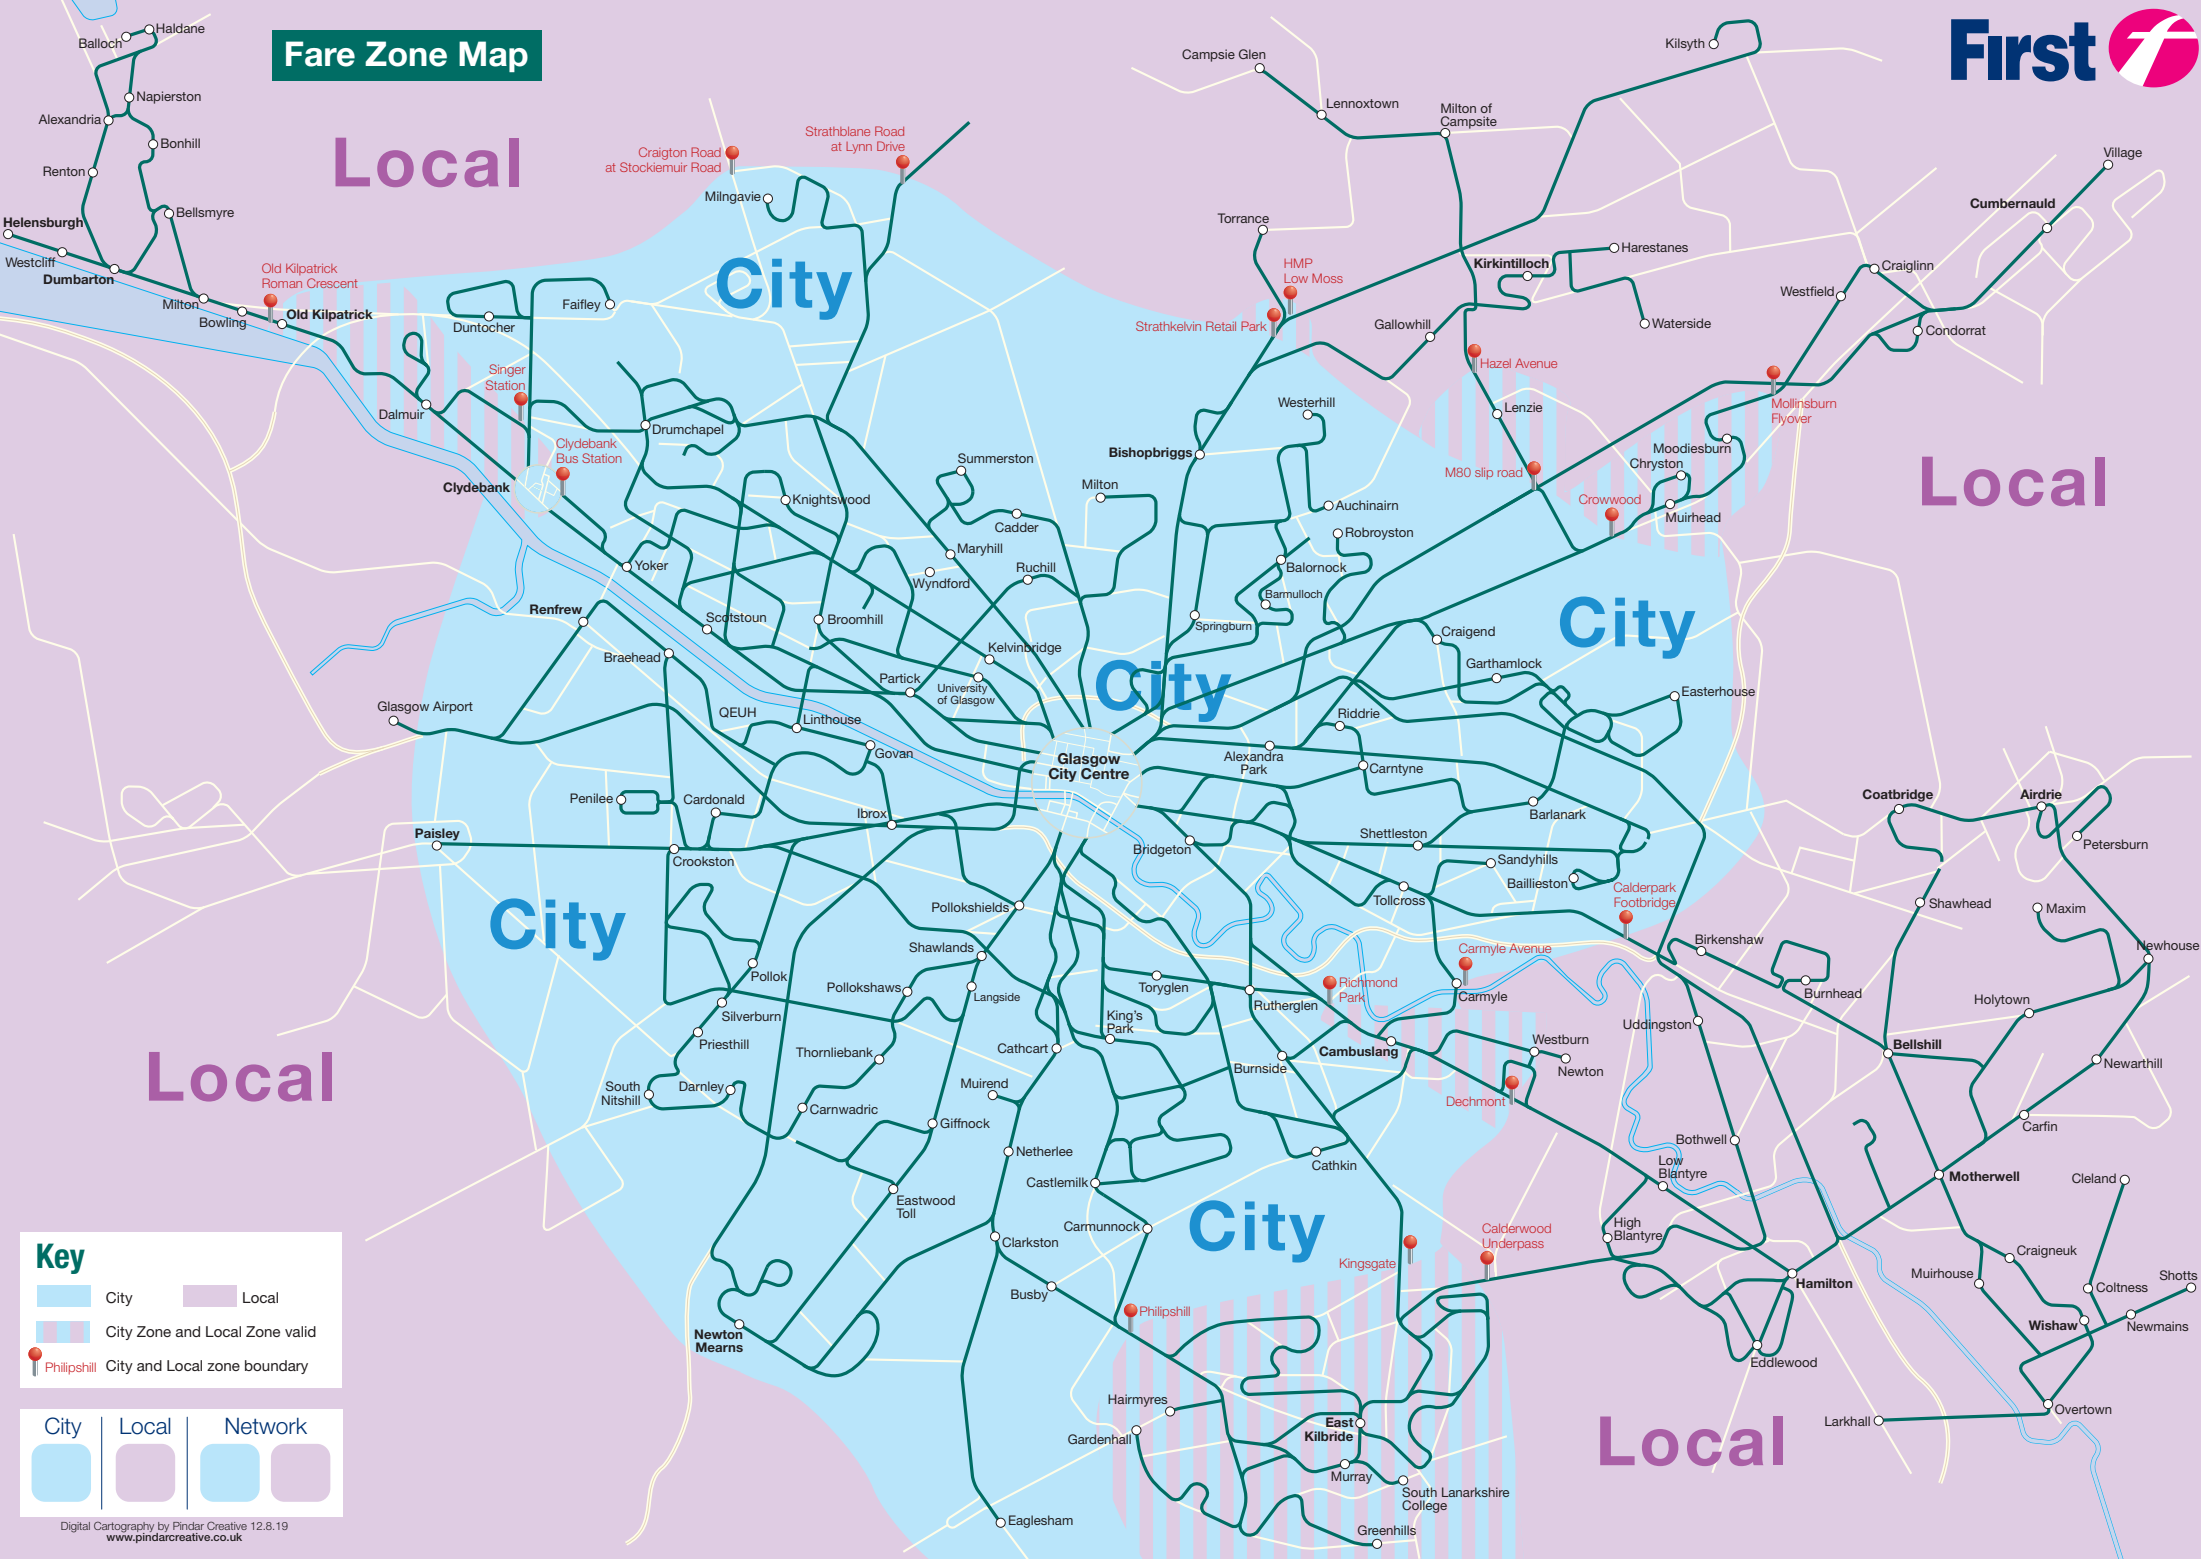 Fare Zone Map
First
Haldane
Balloch
Napierston
Alexandria
Bonhill
Renton
Bellsmyre
Helensburgh
Westcliff
Dumbarton
Milton
Bowling
Old Kilpatrick
Roman Crescent
Old Kilpatrick
Local
Craigton Road
at Stockiemuir Road
Strathblane Road
at Lynn Drive
Milngavie
City
Duntocher
Faifley
Singer
Station
Dalmuir
Drumchapel
Clydebank
Bus Station
Clydebank
Campsie Glen
Lennoxtown
Milton of
Campsite
Kilsyth
Torrance
HMP
Low Moss
Strathkelvin Retail Park
Kirkintilloch
Harestanes
Gallowhill
Waterside
Hazel Avenue
Lenzie
Village
Cumbernauld
Craiglinn
Westfield
Condorrat
Mollinsburn
Flyover
Westerhill
Bishopbriggs
M80 slip road
Moodiesburn
Chryston
Crowwood
Muirhead
Local
Summerston
Milton
Knightswood
Cadder
Auchinairn
Robroyston
Maryhill
Yoker
Wyndford
Ruchill
Balornock
Barmulloch
Renfrew
Scotstoun
Broomhill
Springburn
City
Craigend
Kelvinbridge
Braehead
Garthamlock
Partick
University
of Glasgow
City
Easterhouse
Glasgow Airport
QEUH
Linthouse
Riddrie
Govan
Glasgow
City Centre
Alexandra
Park
Carntyne
Penilee
Cardonald
Ibrox
Barlanark
Coatbridge
Airdrie
Paisley
Crookston
Bridgeton
Shettleston
Petersburn
Sandyhills
Baillieston
Tollcross
Calderpark
Footbridge
Shawhead
Maxim
City
Pollokshields
Shawlands
Birkenshaw
Newhouse
Carmyle Avenue
Pollok
Pollokshaws
Langside
Toryglen
Richmond
Park
Carmyle
Burnhead
Rutherglen
Holytown
Silverburn
King's
Park
Uddingston
Priesthill
Thornliebank
Cathcart
Cambuslang
Westburn
Bellshill
Newton
Newarthill
Local
South
Nitshill
Darnley
Muirend
Burnside
Dechmont
Carnwadric
Giffnock
Carfin
Bothwell
Netherlee
Cathkin
Low
Blantyre
Castlemilk
Motherwell
Cleland
Eastwood
Toll
Carmunnock
City
High
Blantyre
Calderwood
Underpass
Clarkston
Kingsgate
Craigneuk
Busby
Hamilton
Muirhouse
Shotts
Coltness
Philipshill
Newton
Mearns
Wishaw
Newmains
Eddlewood
Hairmyres
Overtown
East
Kilbride
Larkhall
Gardenhall
Local
Murray
South Lanarkshire
College
Eaglesham
Greenhills
Key
City
Local
City Zone and Local Zone valid
Philipshill
City and Local zone boundary
City
Local
Network
Digital Cartography by Pindar Creative 12.8.19
www.pindarcreative.co.uk